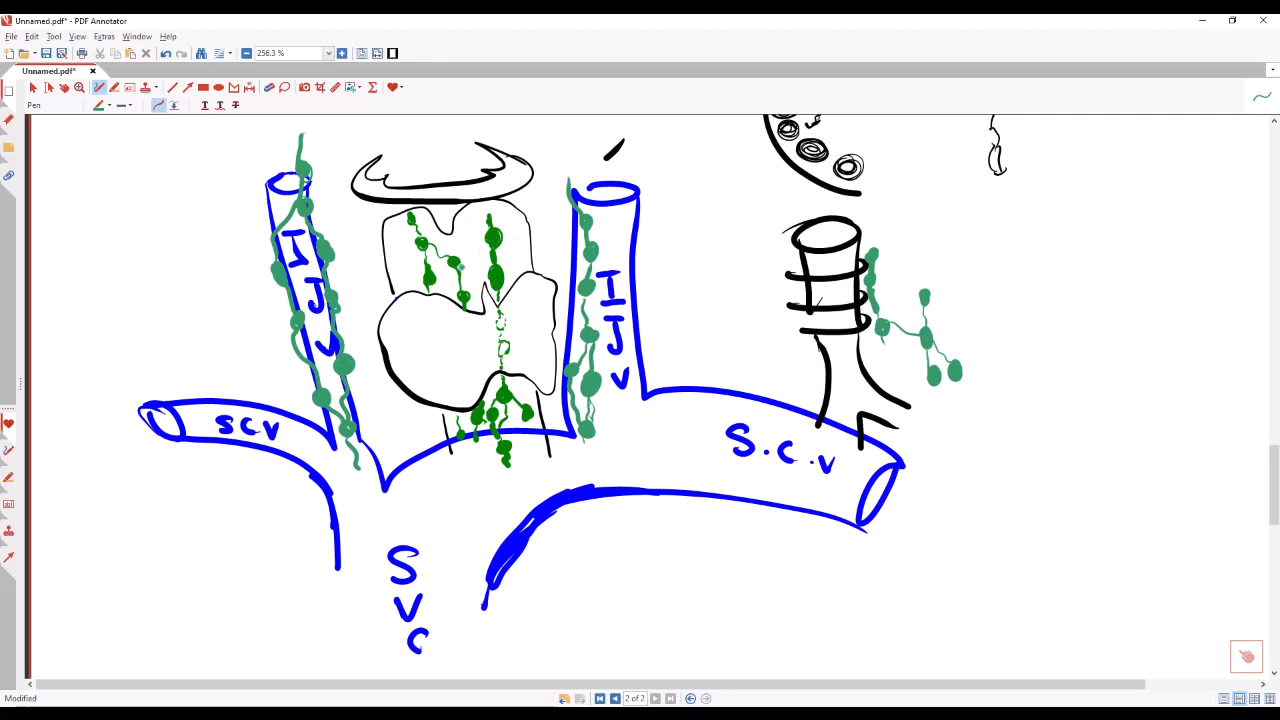 Unnamed.pdf* - PDF Annotator
File Edit Tool View Extras Window Help
256.3 %
Unnamed.pdf*
Pen
I J V
I J V
S C V
S . C . V
S
V
C
Modified
2 of 2